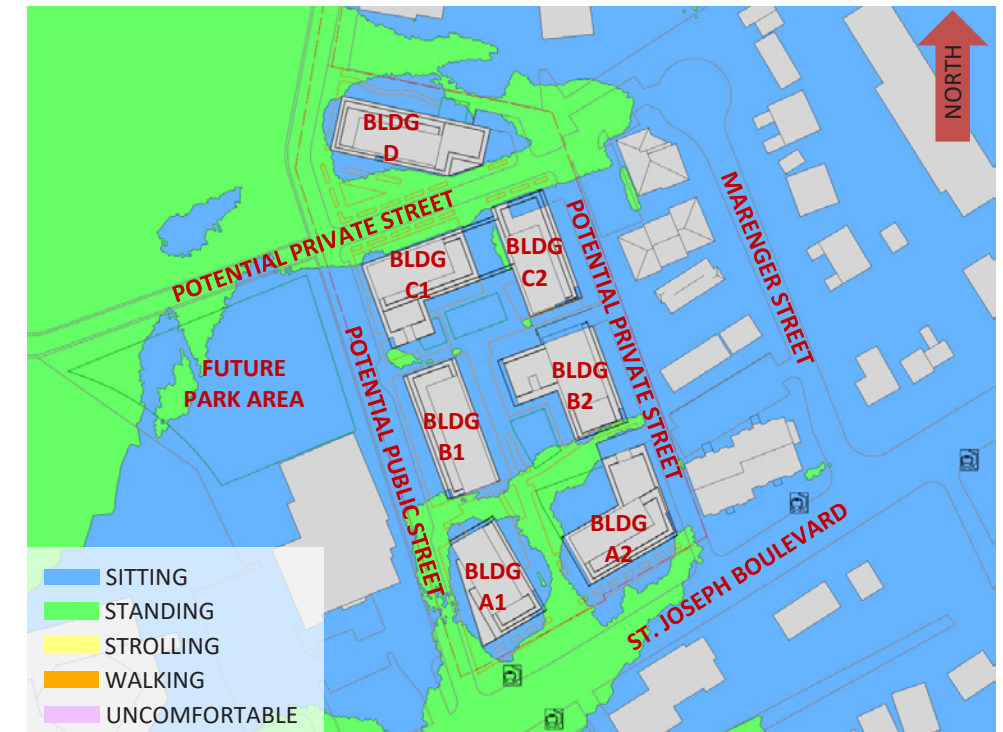 NORTH
BLDG
D
MARENGER STREET
POTENTIAL PRIVATE STREET
BLDG
C1
BLDG
C2
POTENTIAL PRIVATE STREET
POTENTIAL PUBLIC STREET
FUTURE
PARK AREA
BLDG
B1
BLDG
B2
BLDG
A1
BLDG
A2
ST. JOSEPH BOULEVARD
SITTING
STANDING
STROLLING
WALKING
UNCOMFORTABLE